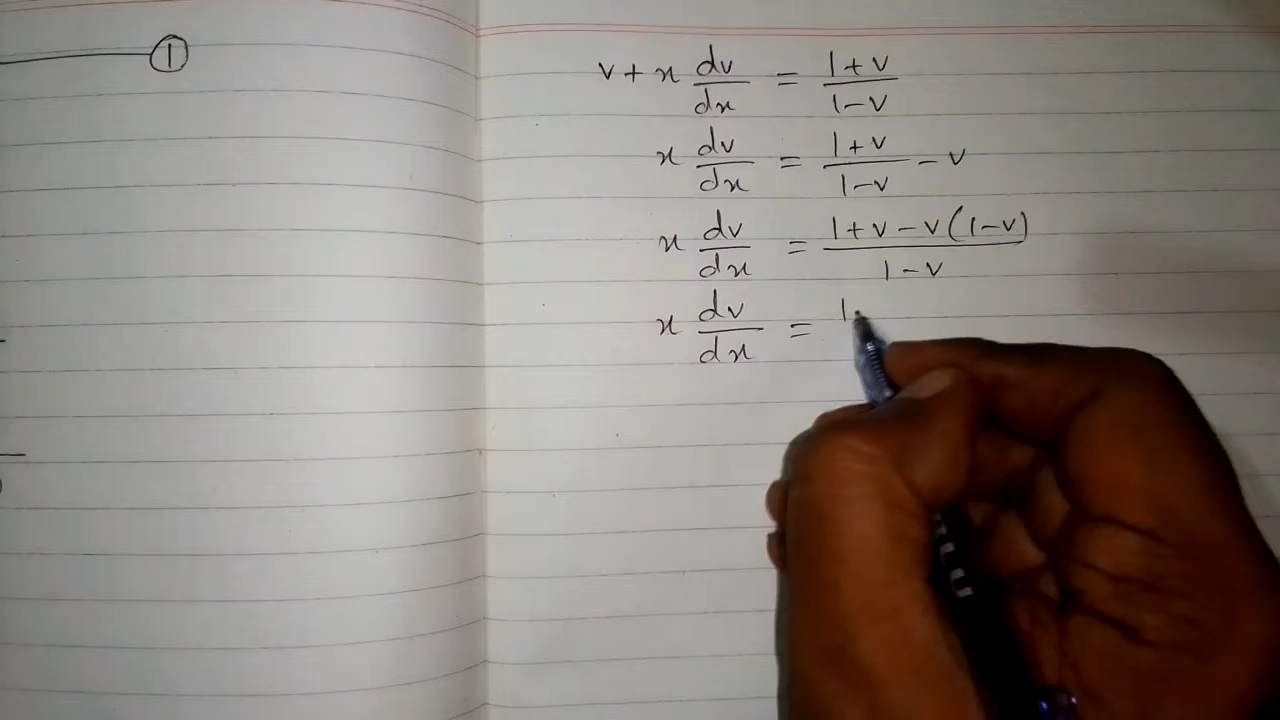 ①
v + x dv/dx = 1+v/1-v
x dv/dx = 1+v/1-v - v
x dv/dx = 1+v-v(1-v)/1-v
x dv/dx = 1